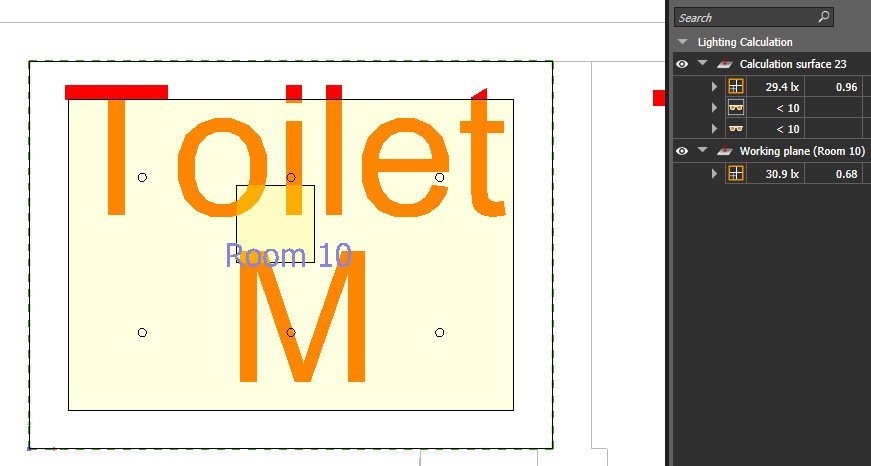 Search
Lighting Calculation
Calculation surface 23
29.4 lx 0.96
< 10
< 10
Working plane (Room 10)
30.9 lx 0.68
Toilet
Room 10
M